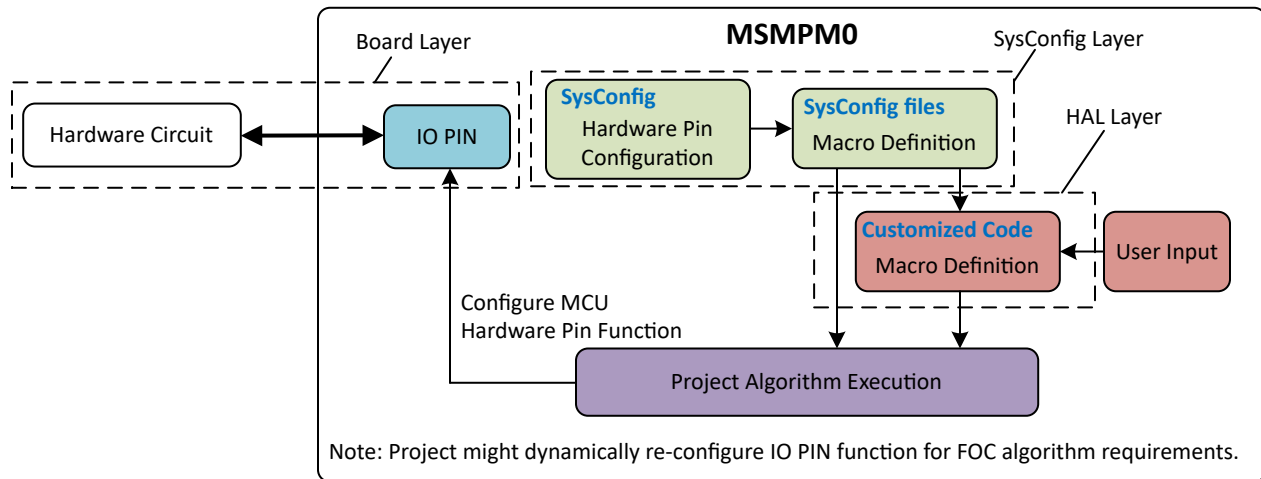 MSMPM0
Board Layer
SysConfig Layer
HAL Layer
Hardware Circuit
IO PIN
SysConfig
Hardware Pin
Configuration
SysConfig files
Macro Definition
Customized Code
Macro Definition
User Input
Configure MCU
Hardware Pin Function
Project Algorithm Execution
Note: Project might dynamically re-configure IO PIN function for FOC algorithm requirements.